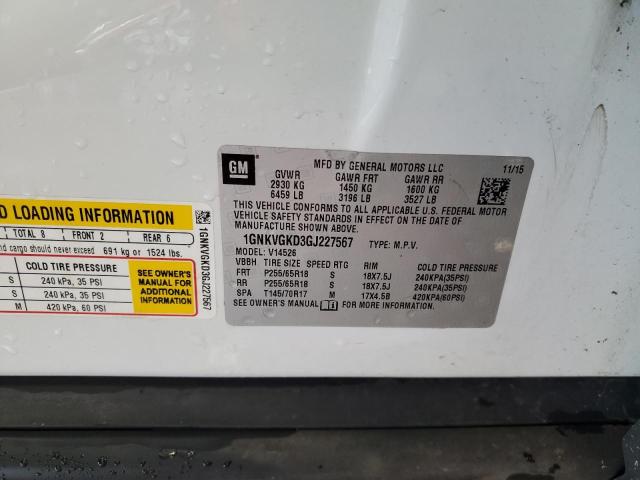 D LOADING INFORMATION
TOTAL 8 FRONT 2 REAR 6
nd cargo should never exceed 691 kg or 1524 lbs.
COLD TIRE PRESSURE
S 240 kPa, 35 PSI
S 240 kPa, 35 PSI
M 420 kPa, 60 PSI
SEE OWNER'S
MANUAL FOR
ADDITIONAL
INFORMATION
1GNKVGKD3GJ227567
GM
MFD BY GENERAL MOTORS LLC 11/15
GVWR GAWR FRT GAWR RR
2930 KG 1450 KG 1600 KG
6459 LB 3196 LB 3527 LB
THIS VEHICLE CONFORMS TO ALL APPLICABLE U.S. FEDERAL MOTOR
VEHICLE SAFETY STANDARDS IN EFFECT ON THE DATE OF
MANUFACTURE SHOWN ABOVE.
1GNKVGKD3GJ227567 TYPE: M.P.V.
MODEL: V14526
VBBH TIRE SIZE SPEED RTG RIM COLD TIRE PRESSURE
FRT P255/65R18 S 18X7.5J 240KPA(35PSI)
RR P255/65R18 S 18X7.5J 240KPA(35PSI)
SPA T145/70R17 M 17X4.5B 420KPA(60PSI)
SEE OWNER'S MANUAL FOR MORE INFORMATION.